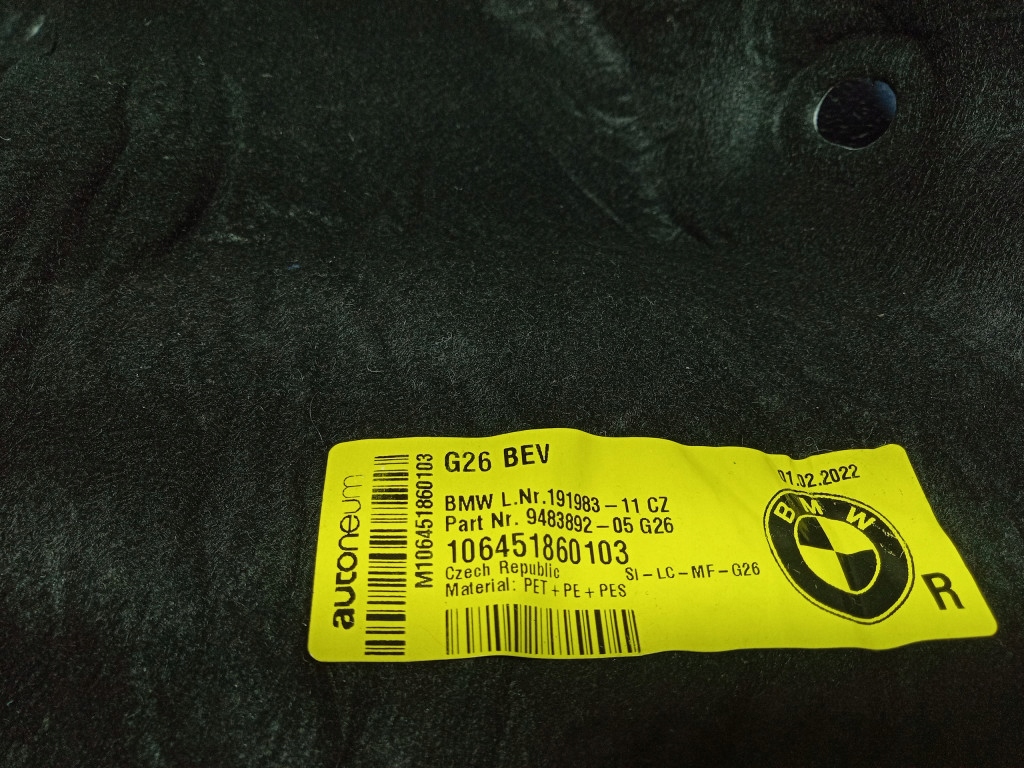 autoneum
M106451860103
G26 BEV
01.02.2022
BMW L.Nr.191983-11 CZ
Part Nr. 9483892-05 G26
106451860103
Czech Republic SI-LC-MF-G26
Material: PET+PE+PES
BMW
R